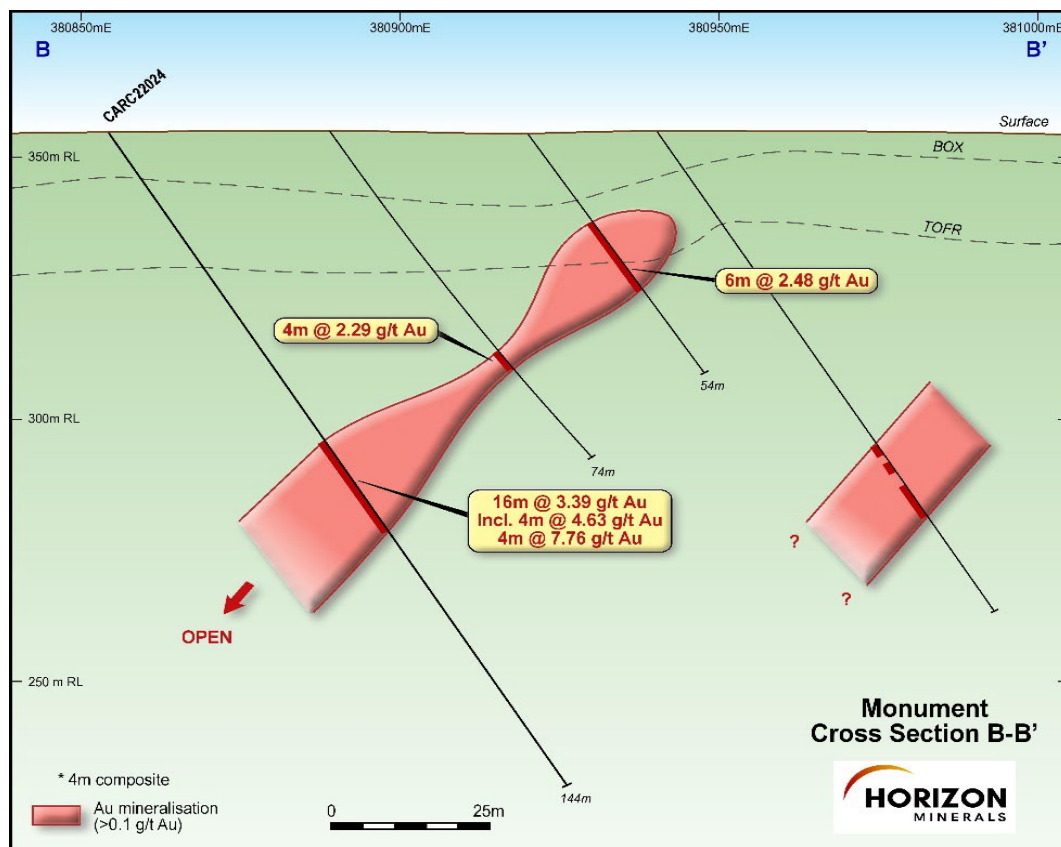 380850mE
380900mE
380950mE
381000mE
B
B'
CARC22024
Surface
350m RL
BOX
TOFR
6m @ 2.48 g/t Au
4m @ 2.29 g/t Au
54m
300m RL
74m
16m @ 3.39 g/t Au
Incl. 4m @ 4.63 g/t Au
4m @ 7.76 g/t Au
?
?
OPEN
250 m RL
Monument
Cross Section B-B'
* 4m composite
Au mineralisation
(>0.1 g/t Au)
0
25m
144m
HORIZON
MINERALS